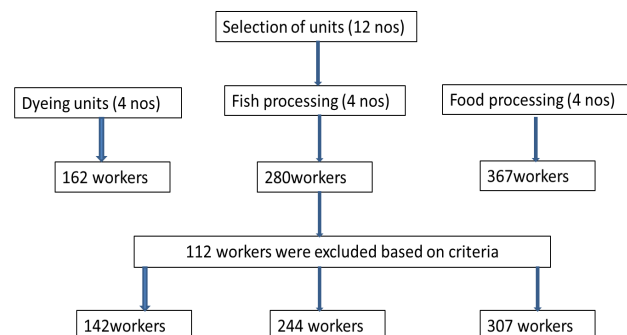 Selection of units (12 nos)
Dyeing units (4 nos)
Fish processing (4 nos)
Food processing (4 nos)
162 workers
280workers
367workers
112 workers were excluded based on criteria
142workers
244 workers
307 workers